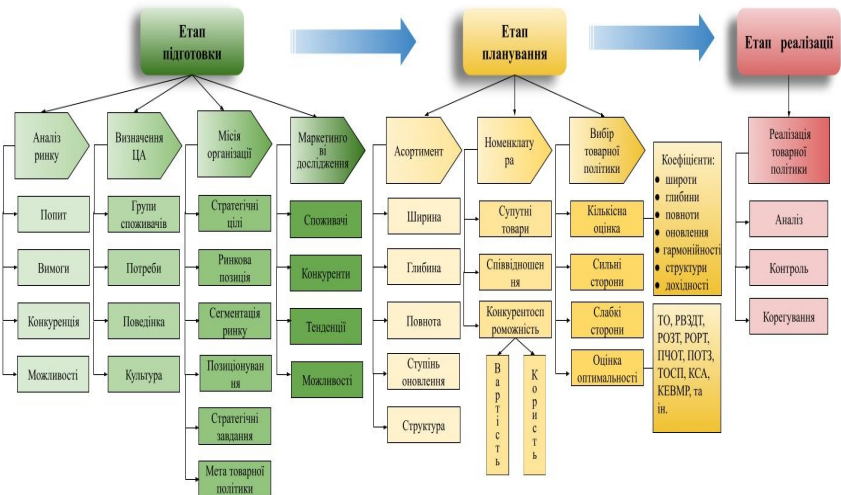 Етап
підготовки
Етап
планування
Етап реалізації
Аналіз
ринку
Попит
Вимоги
Конкуренція
Можливості
Визначення
ЦА
Групи
споживачів
Потреби
Поведінка
Культура
Місія
організації
Стратегічні
цілі
Ринкова
позиція
Сегментація
ринку
Позиціонуван
ня
Стратегічні
завдання
Мета товарної
політики
Маркетинго
ві
дослідження
Споживачі
Конкуренти
Тенденції
Можливості
Асортимент
Ширина
Глибина
Повнота
Ступінь
оновлення
Структура
Номенклату
ра
Супутні
товари
Співвідношен
ня
Конкурентосп
роможність
Вартість
Користь
Вибір
товарної
політики
Кількісна
оцінка
Сильні
сторони
Слабкі
сторони
Оцінка
оптимальності
Коефіцієнти:
● широти
● глибини
● повноти
● оновлення
● гармонійності
● структури
● дохідності
ТО, РВЗДТ,
РОЗТ, РОРТ,
ПЧОТ, ПОТЗ,
ТОСП, КСА,
КЕВМР, та
ін.
Реалізація
товарної
політики
Аналіз
Контроль
Корегування